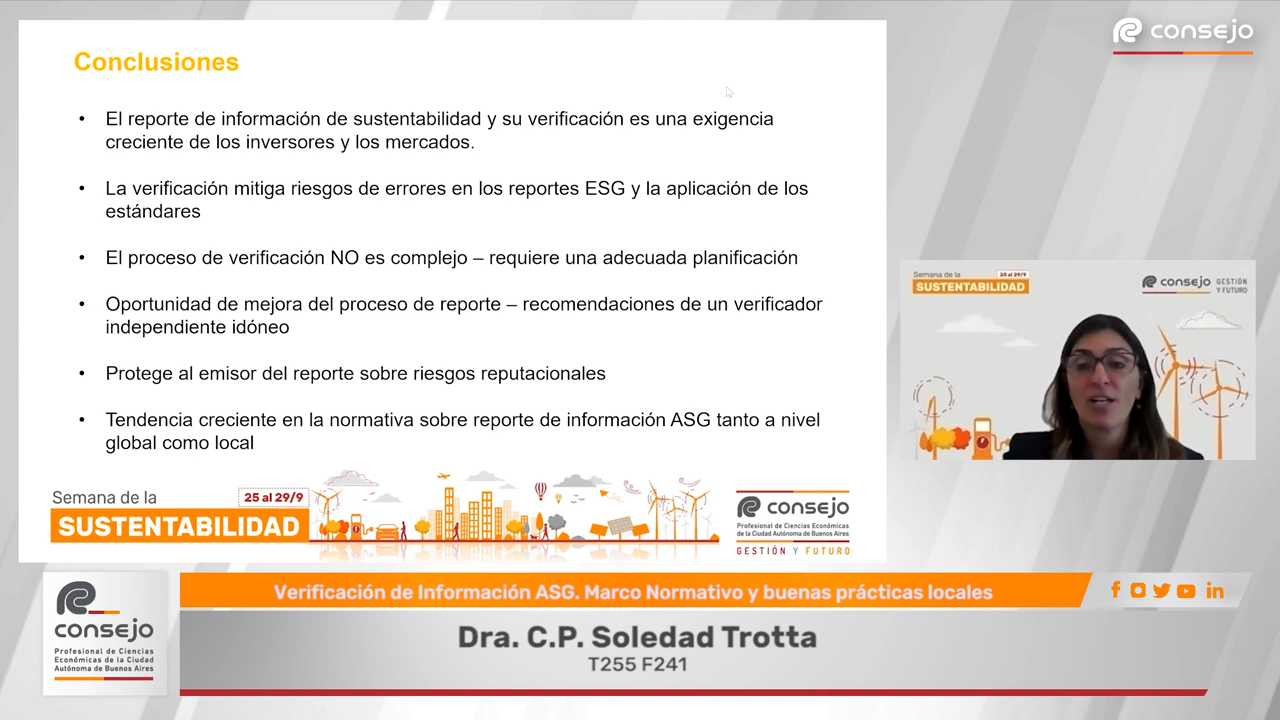 Conclusiones
• El reporte de información de sustentabilidad y su verificación es una exigencia
creciente de los inversores y los mercados.
• La verificación mitiga riesgos de errores en los reportes ESG y la aplicación de los
estándares
• El proceso de verificación NO es complejo – requiere una adecuada planificación
• Oportunidad de mejora del proceso de reporte – recomendaciones de un verificador
independiente idóneo
• Protege al emisor del reporte sobre riesgos reputacionales
• Tendencia creciente en la normativa sobre reporte de información ASG tanto a nivel
global como local
Semana de la
25 al 29/9
SUSTENTABILIDAD
consejo
Profesional de Ciencias Económicas
de la Ciudad Autónoma de Buenos Aires
GESTIÓN Y FUTURO
consejo
Semana de la
25 al 29/9
SUSTENTABILIDAD
consejo
GESTIÓN
Y FUTURO
consejo
Profesional de Ciencias
Económicas de la Ciudad
Autónoma de Buenos Aires
Verificación de Información ASG. Marco Normativo y buenas prácticas locales
Dra. C.P. Soledad Trotta
T255 F241